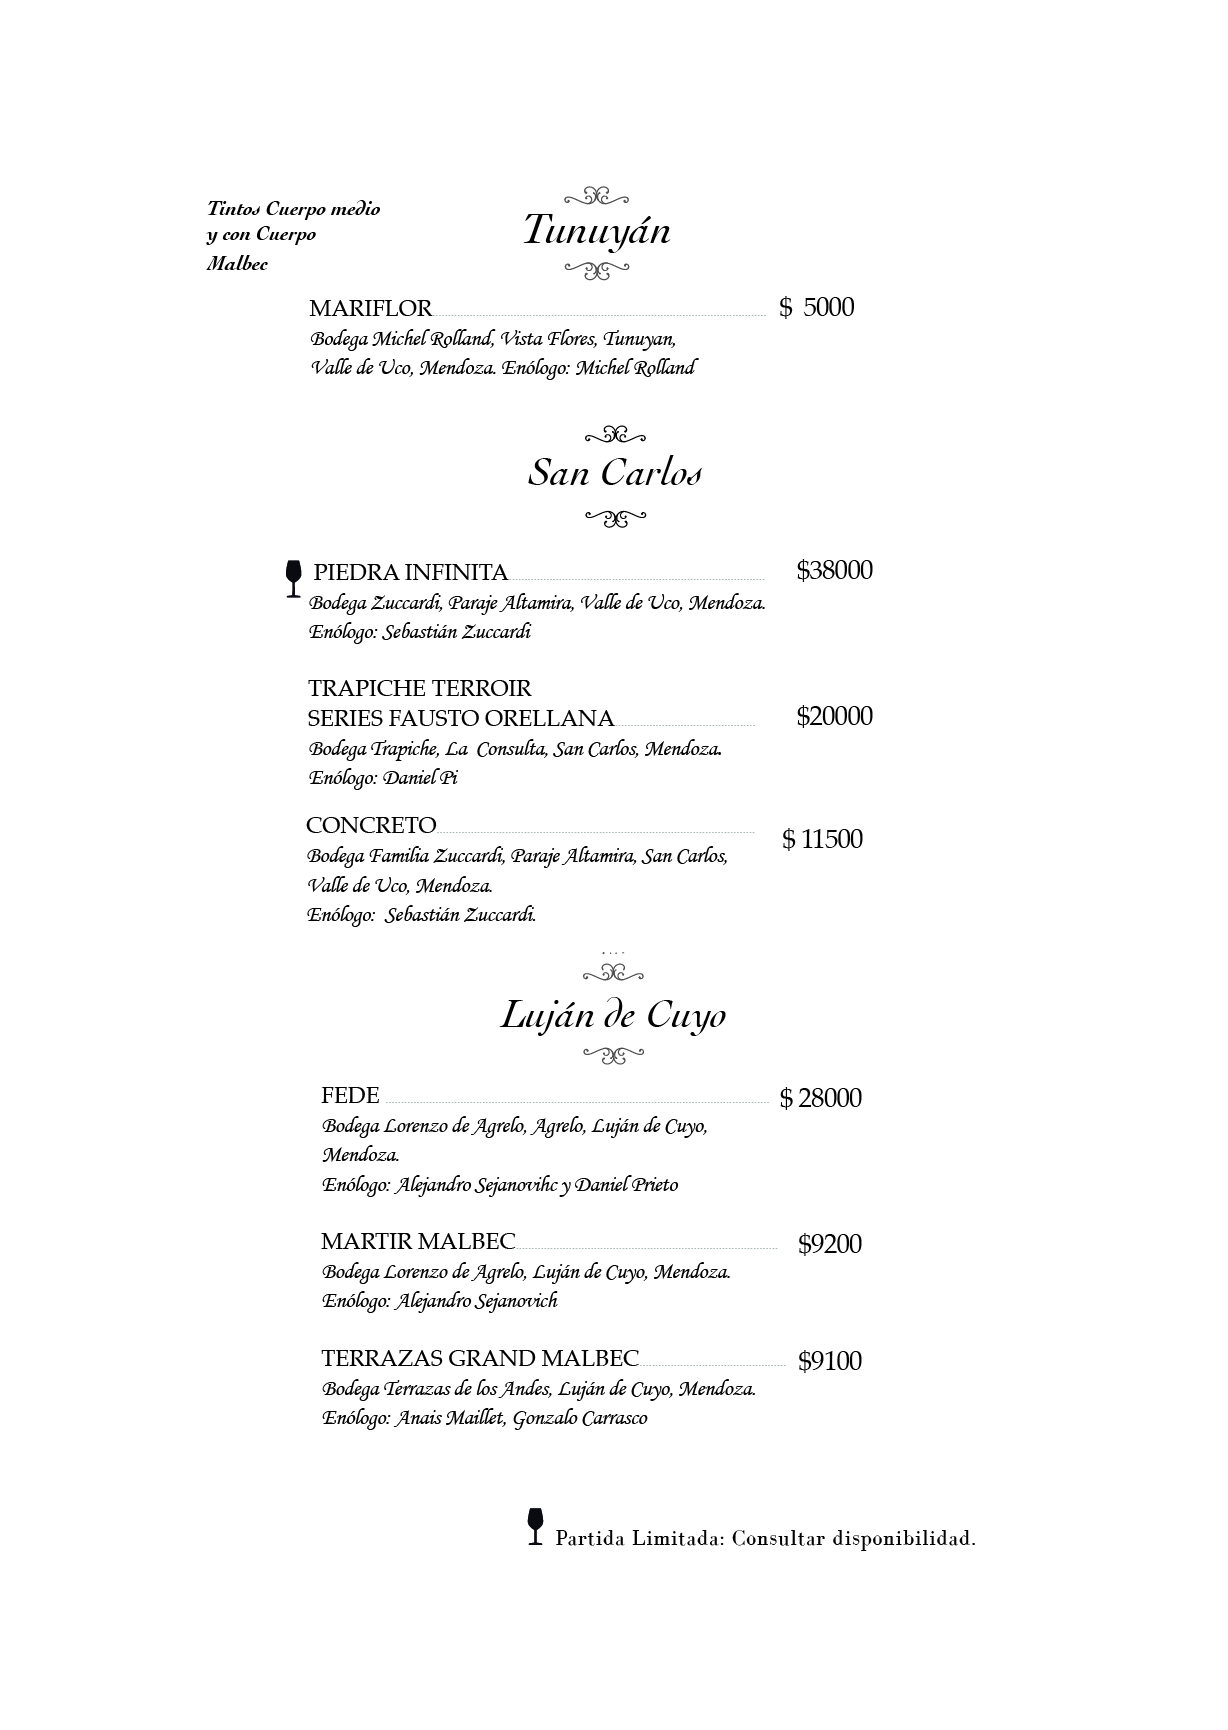 Tintos Cuerpo medio
y con Cuerpo
Malbec
Tunuyán
MARIFLOR $ 5000
Bodega Michel Rolland, Vista Flores, Tunuyan,
Valle de Uco, Mendoza. Enólogo: Michel Rolland
San Carlos
PIEDRA INFINITA $38000
Bodega Zuccardi, Paraje Altamira, Valle de Uco, Mendoza.
Enólogo: Sebastián Zuccardi
TRAPICHE TERROIR
SERIES FAUSTO ORELLANA $20000
Bodega Trapiche, La Consulta, San Carlos, Mendoza.
Enólogo: Daniel Pi
CONCRETO $ 11500
Bodega Familia Zuccardi, Paraje Altamira, San Carlos,
Valle de Uco, Mendoza.
Enólogo: Sebastián Zuccardi.
Luján de Cuyo
FEDE $ 28000
Bodega Lorenzo de Agrelo, Agrelo, Luján de Cuyo,
Mendoza.
Enólogo: Alejandro Sejanovihc y Daniel Prieto
MARTIR MALBEC $9200
Bodega Lorenzo de Agrelo, Luján de Cuyo, Mendoza.
Enólogo: Alejandro Sejanovich
TERRAZAS GRAND MALBEC $9100
Bodega Terrazas de los Andes, Luján de Cuyo, Mendoza.
Enólogo: Anais Maillet, Gonzalo Carrasco
Partida Limitada: Consultar disponibilidad.